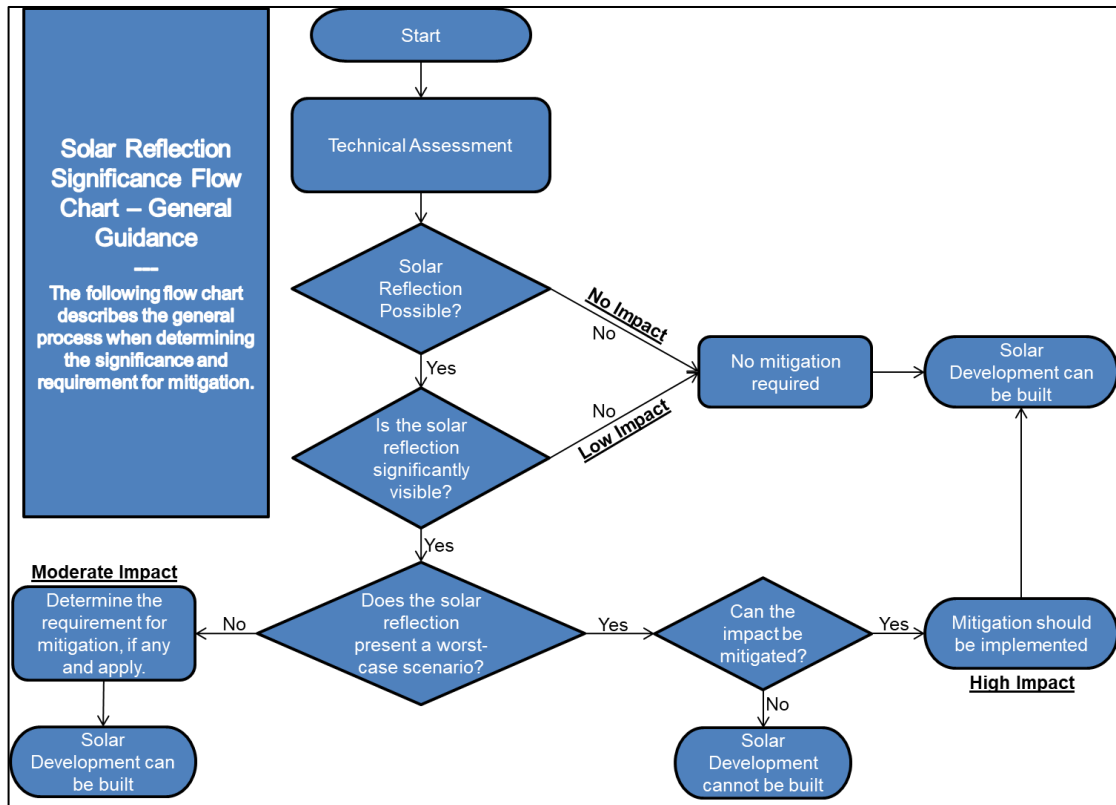 Solar Reflection
Significance Flow
Chart – General
Guidance
---
The following flow chart
describes the general
process when determining
the significance and
requirement for mitigation.
Start
Technical Assessment
Solar
Reflection
Possible?
No Impact
No
Yes
No mitigation
required
Solar
Development can
be built
Is the solar
reflection
significantly
visible?
No
Low Impact
Yes
Moderate Impact
Determine the
requirement for
mitigation, if any
and apply.
No
Does the solar
reflection
present a worst-
case scenario?
Yes
Can the
impact be
mitigated?
Yes
Mitigation should
be implemented
High Impact
No
Solar
Development can
be built
Solar
Development
cannot be built